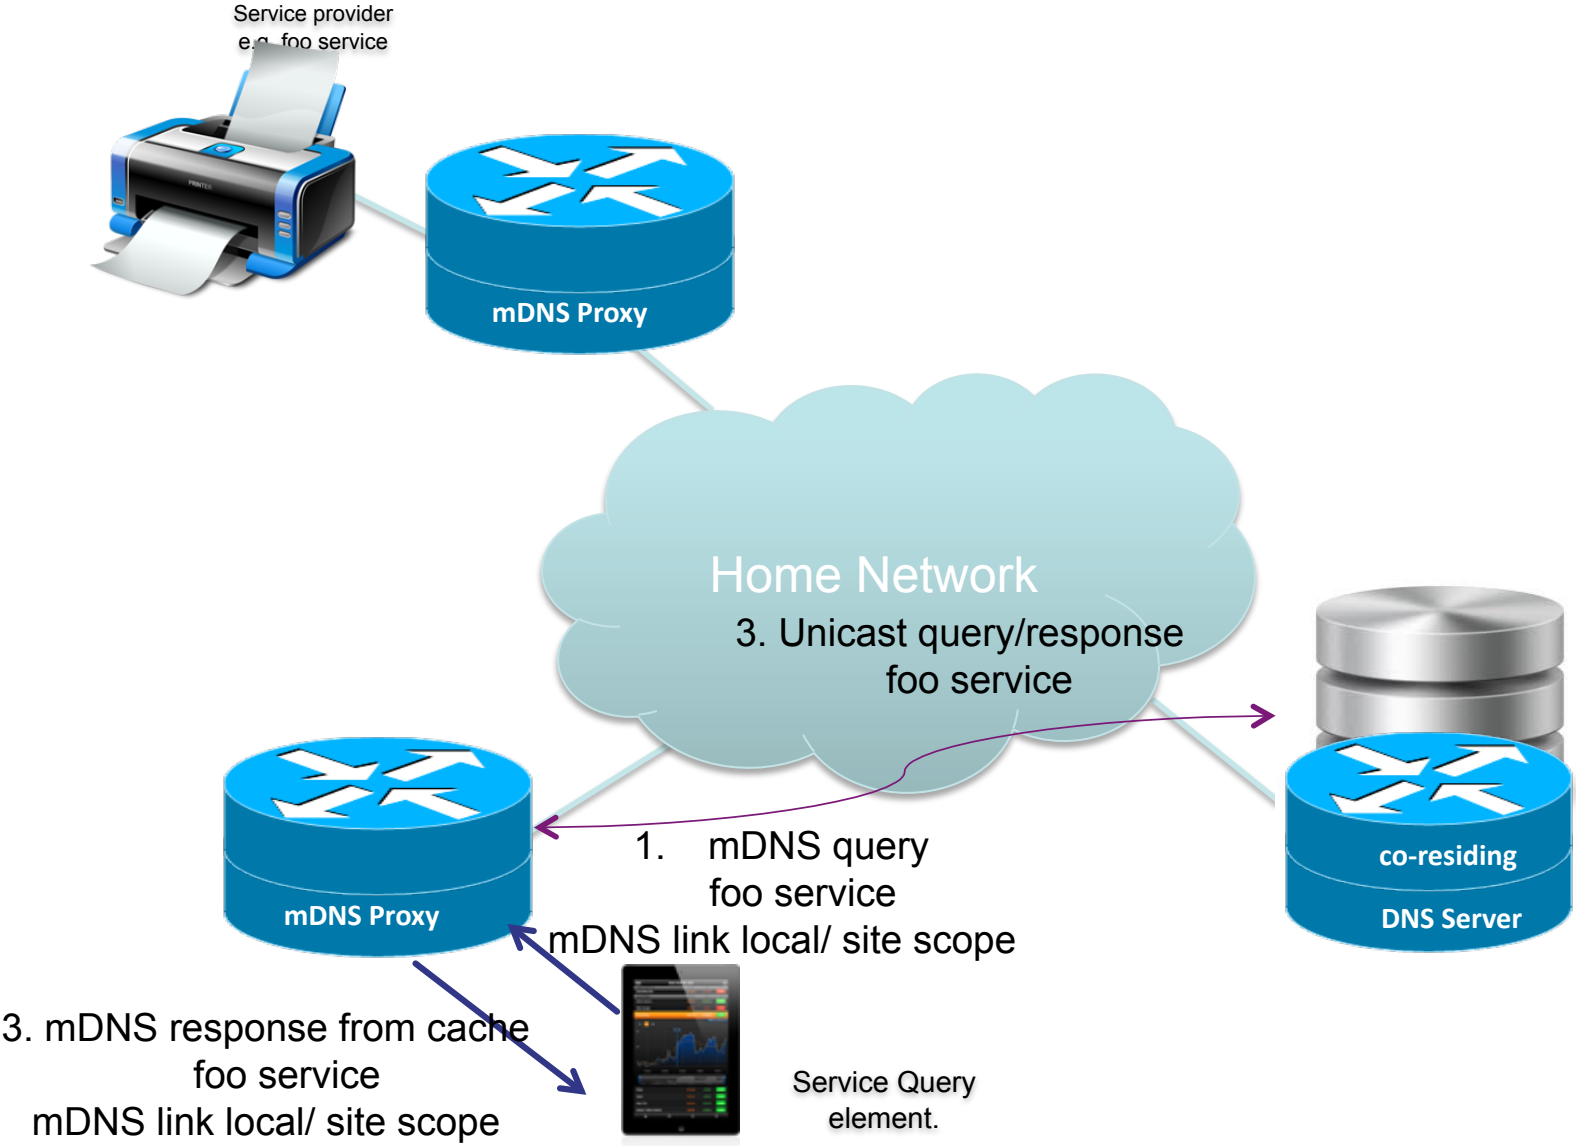 Service provider
e.g. foo service
PRINTER
mDNS Proxy
Home Network
3. Unicast query/response
foo service
co-residing
DNS Server
mDNS Proxy
1. mDNS query
foo service
mDNS link local/ site scope
3. mDNS response from cache
foo service
mDNS link local/ site scope
Service Query
element.